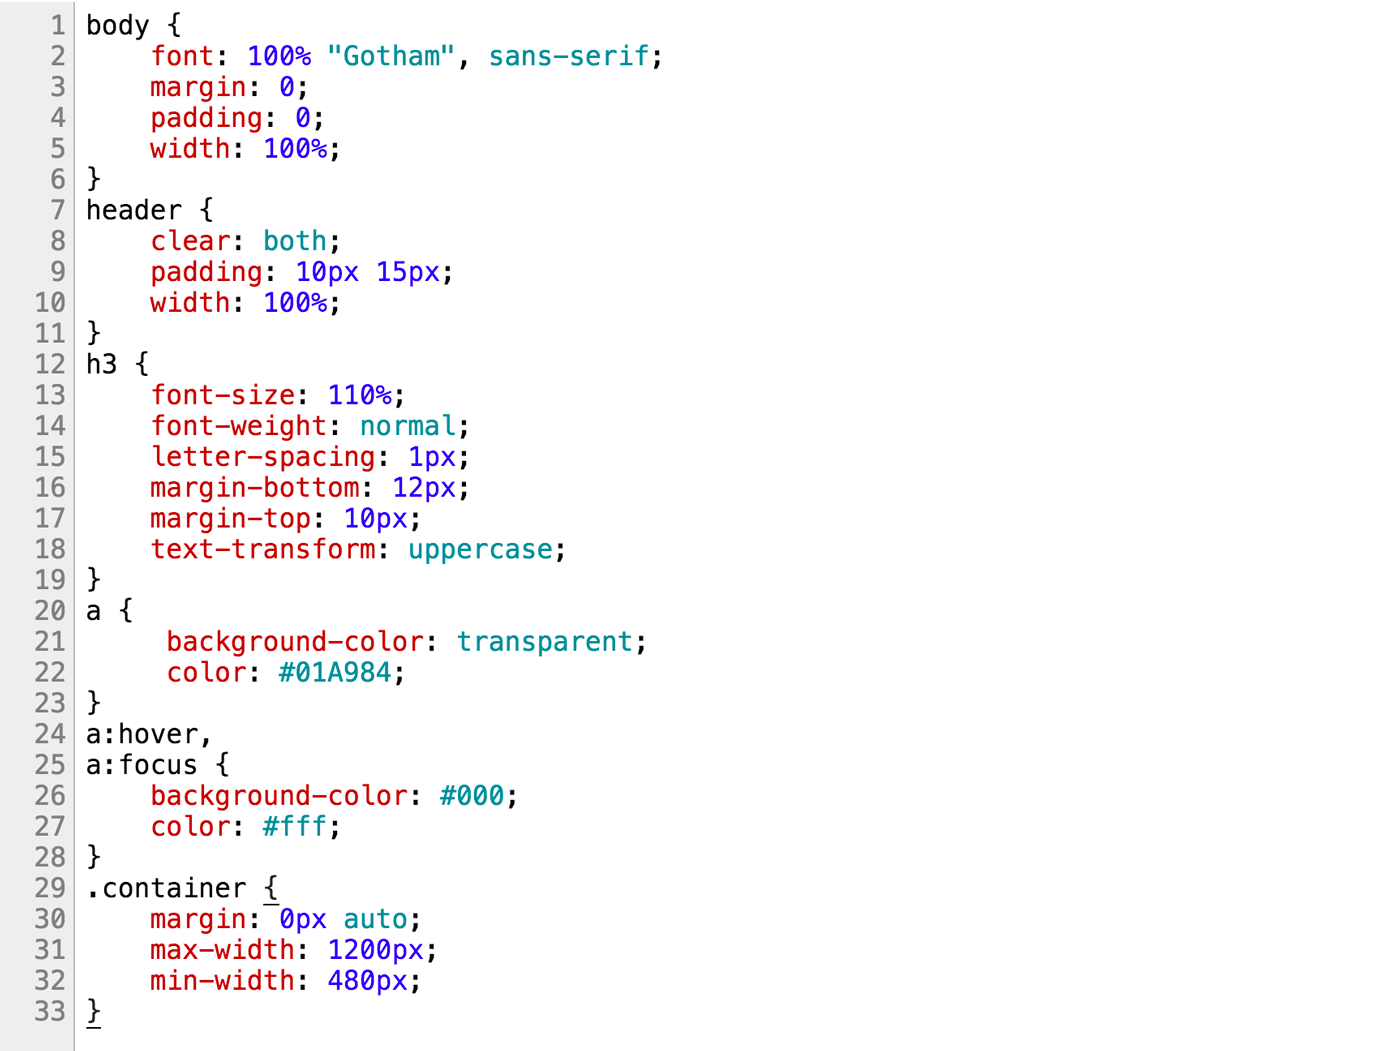 1 body {
2     font: 100% "Gotham", sans-serif;
3     margin: 0;
4     padding: 0;
5     width: 100%;
6 }
7 header {
8     clear: both;
9     padding: 10px 15px;
10     width: 100%;
11 }
12 h3 {
13     font-size: 110%;
14     font-weight: normal;
15     letter-spacing: 1px;
16     margin-bottom: 12px;
17     margin-top: 10px;
18     text-transform: uppercase;
19 }
20 a {
21      background-color: transparent;
22      color: #01A984;
23 }
24 a:hover,
25 a:focus {
26     background-color: #000;
27     color: #fff;
28 }
29 .container {
30     margin: 0px auto;
31     max-width: 1200px;
32     min-width: 480px;
33 }